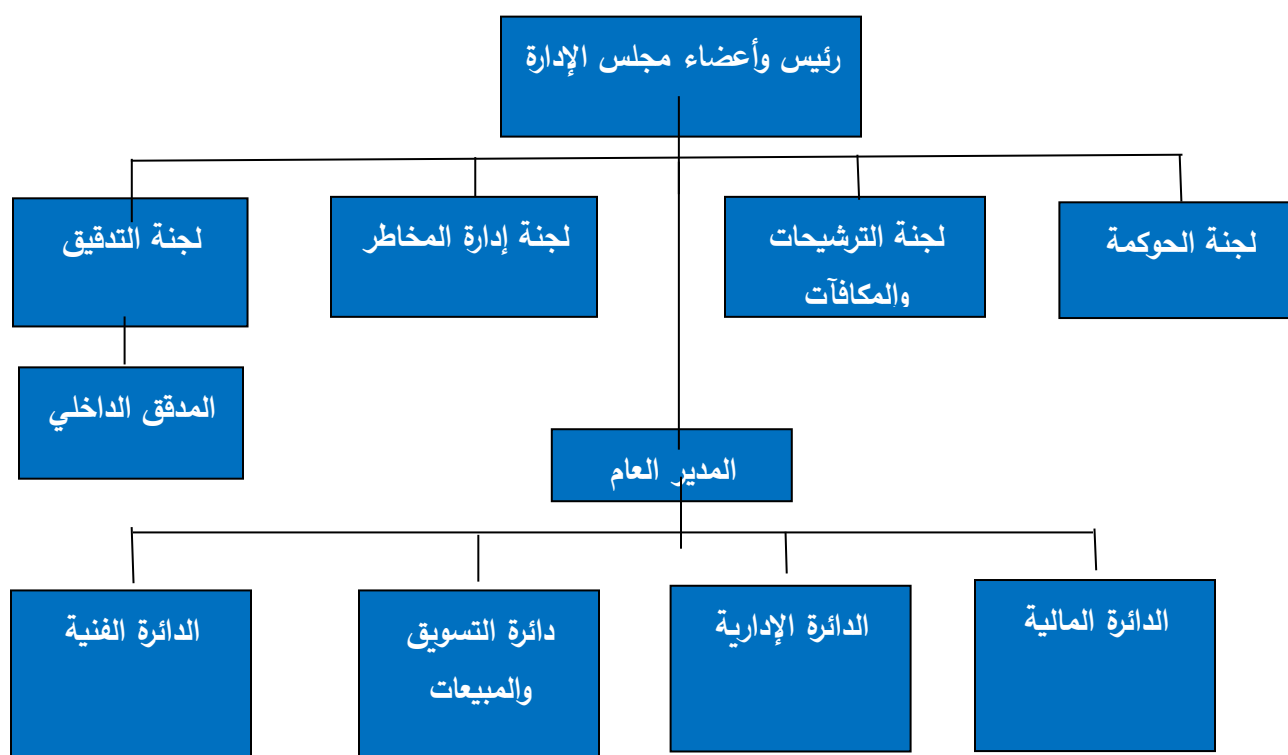 رئيس وأعضاء مجلس الإدارة
لجنة الحوكمة
لجنة الترشيحات
والمكافآت
لجنة إدارة المخاطر
لجنة التدقيق
المدقق الداخلي
المدير العام
الدائرة المالية
الدائرة الإدارية
دائرة التسويق
والمبيعات
الدائرة الفنية